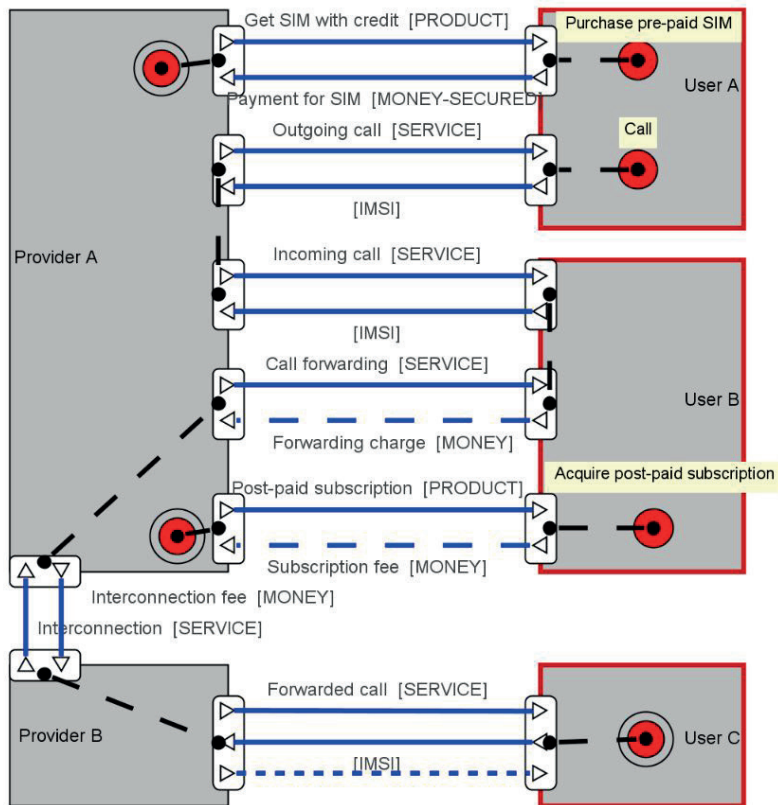 Get SIM with credit [PRODUCT]
Purchase pre-paid SIM
User A
Payment for SIM [MONEY-SECURED]
Outgoing call [SERVICE]
Call
[IMSI]
Provider A
Incoming call [SERVICE]
[IMSI]
Call forwarding [SERVICE]
User B
Forwarding charge [MONEY]
Acquire post-paid subscription
Post-paid subscription [PRODUCT]
Subscription fee [MONEY]
Interconnection fee [MONEY]
Interconnection [SERVICE]
Forwarded call [SERVICE]
Provider B
User C
[IMSI]